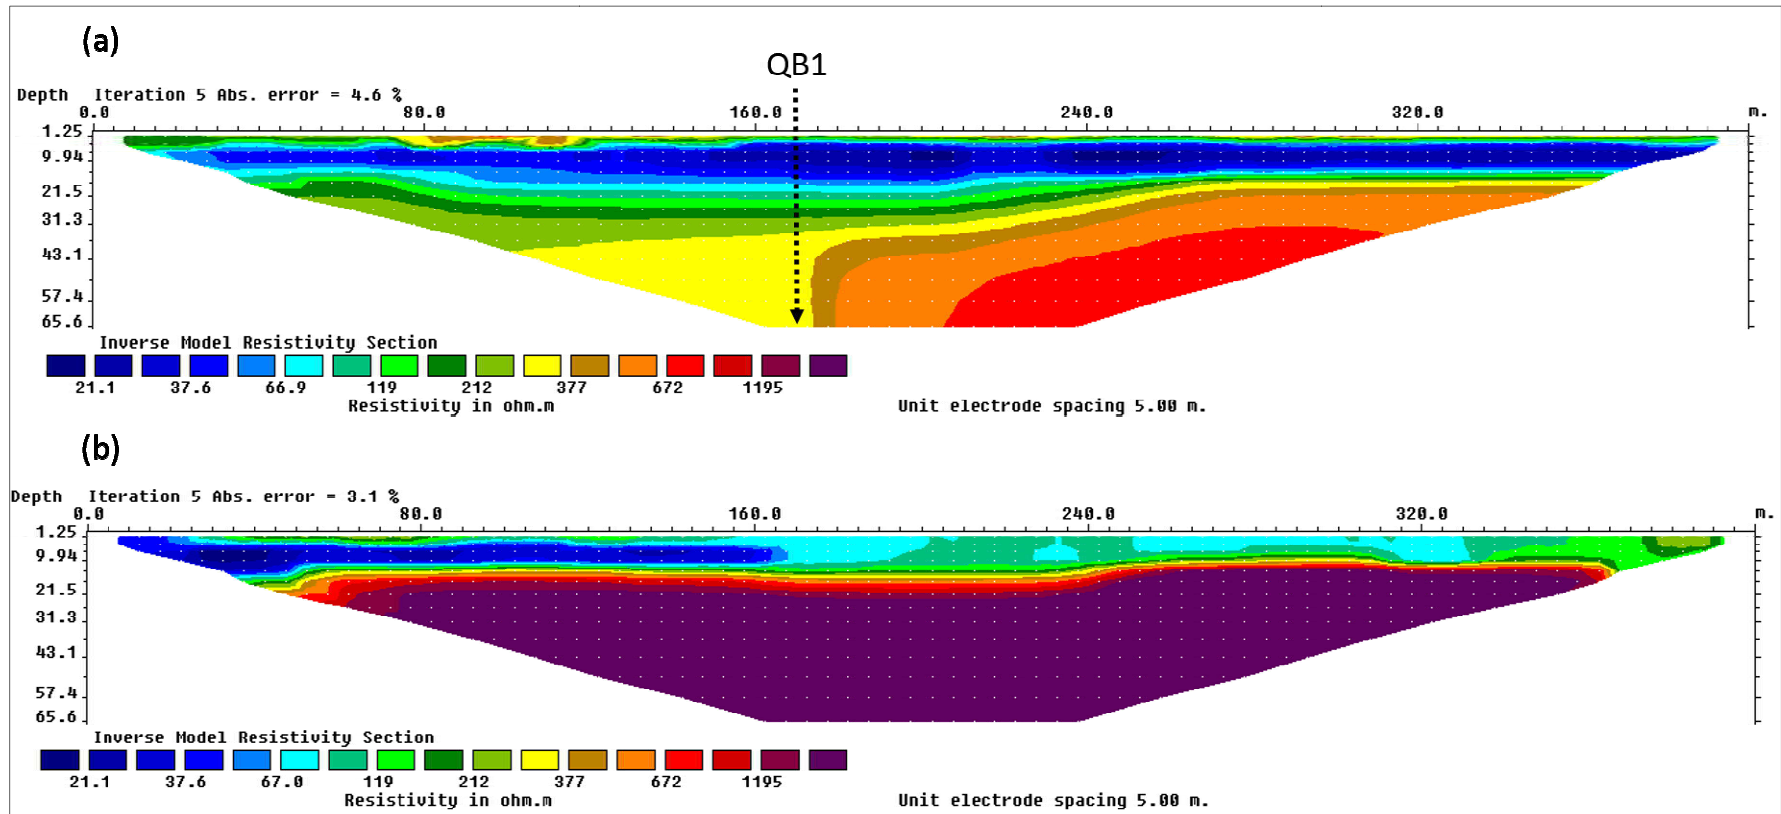 (a)
QB1
Depth Iteration 5 Abs. error = 4.6 %
0.0 80.0 160.0 240.0 320.0 m.
1.25
9.94
21.5
31.3
43.1
57.4
65.6
Inverse Model Resistivity Section
21.1 37.6 66.9 119 212 377 672 1195
Resistivity in ohm.m Unit electrode spacing 5.00 m.
(b)
Depth Iteration 5 Abs. error = 3.1 %
0.0 80.0 160.0 240.0 320.0 m.
1.25
9.94
21.5
31.3
43.1
57.4
65.6
Inverse Model Resistivity Section
21.1 37.6 67.0 119 212 377 672 1195
Resistivity in ohm.m Unit electrode spacing 5.00 m.